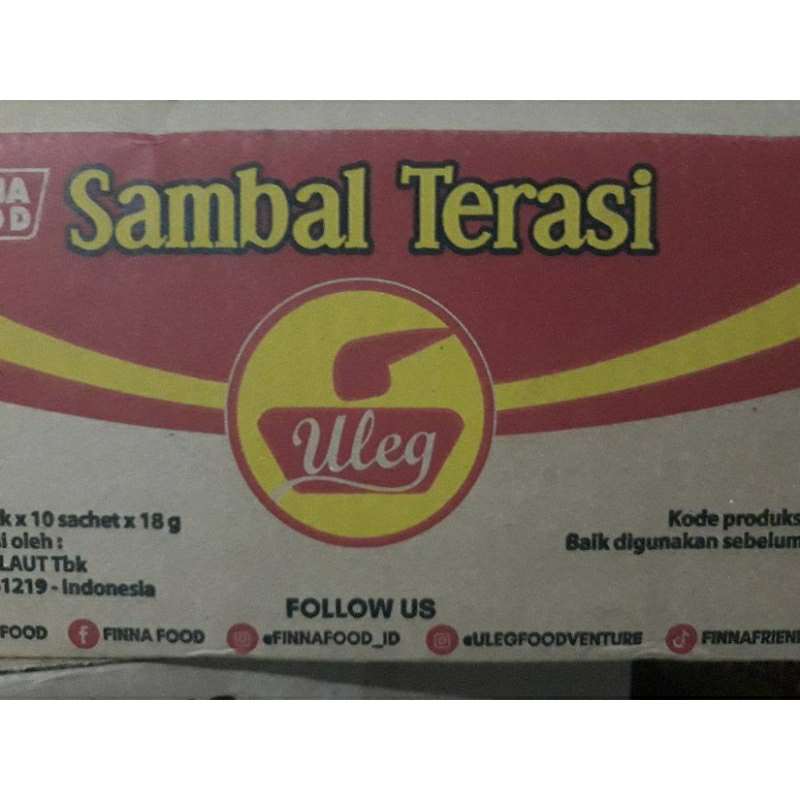 Sambal Terasi
Uleg
x 10 sachet x 18 g
oleh :
LAUT Tbk
1219 - Indonesia
Kode produks
Baik digunakan sebelum
FOLLOW US
FOOD FINNA FOOD @FINNAFOOD_ID @ULEGFOODVENTURE FINNAFRIEN